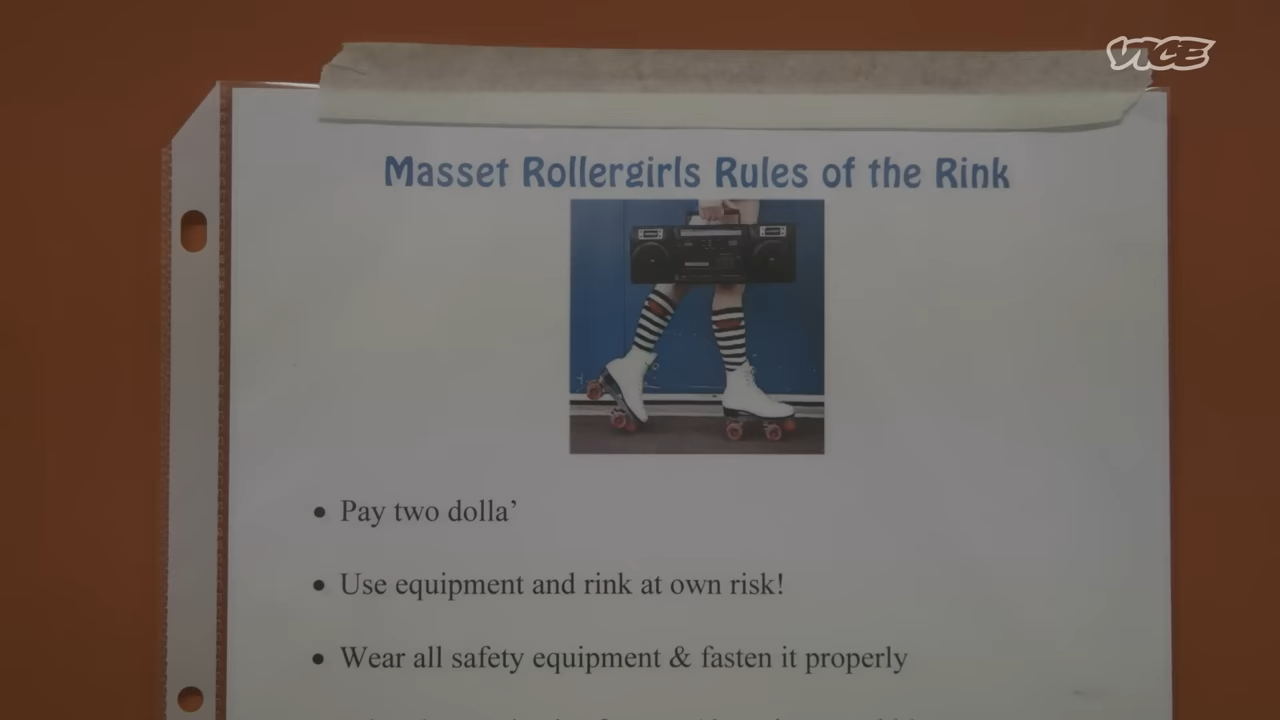 VICE
Masset Rollergirls Rules of the Rink
• Pay two dolla’
• Use equipment and rink at own risk!
• Wear all safety equipment & fasten it properly